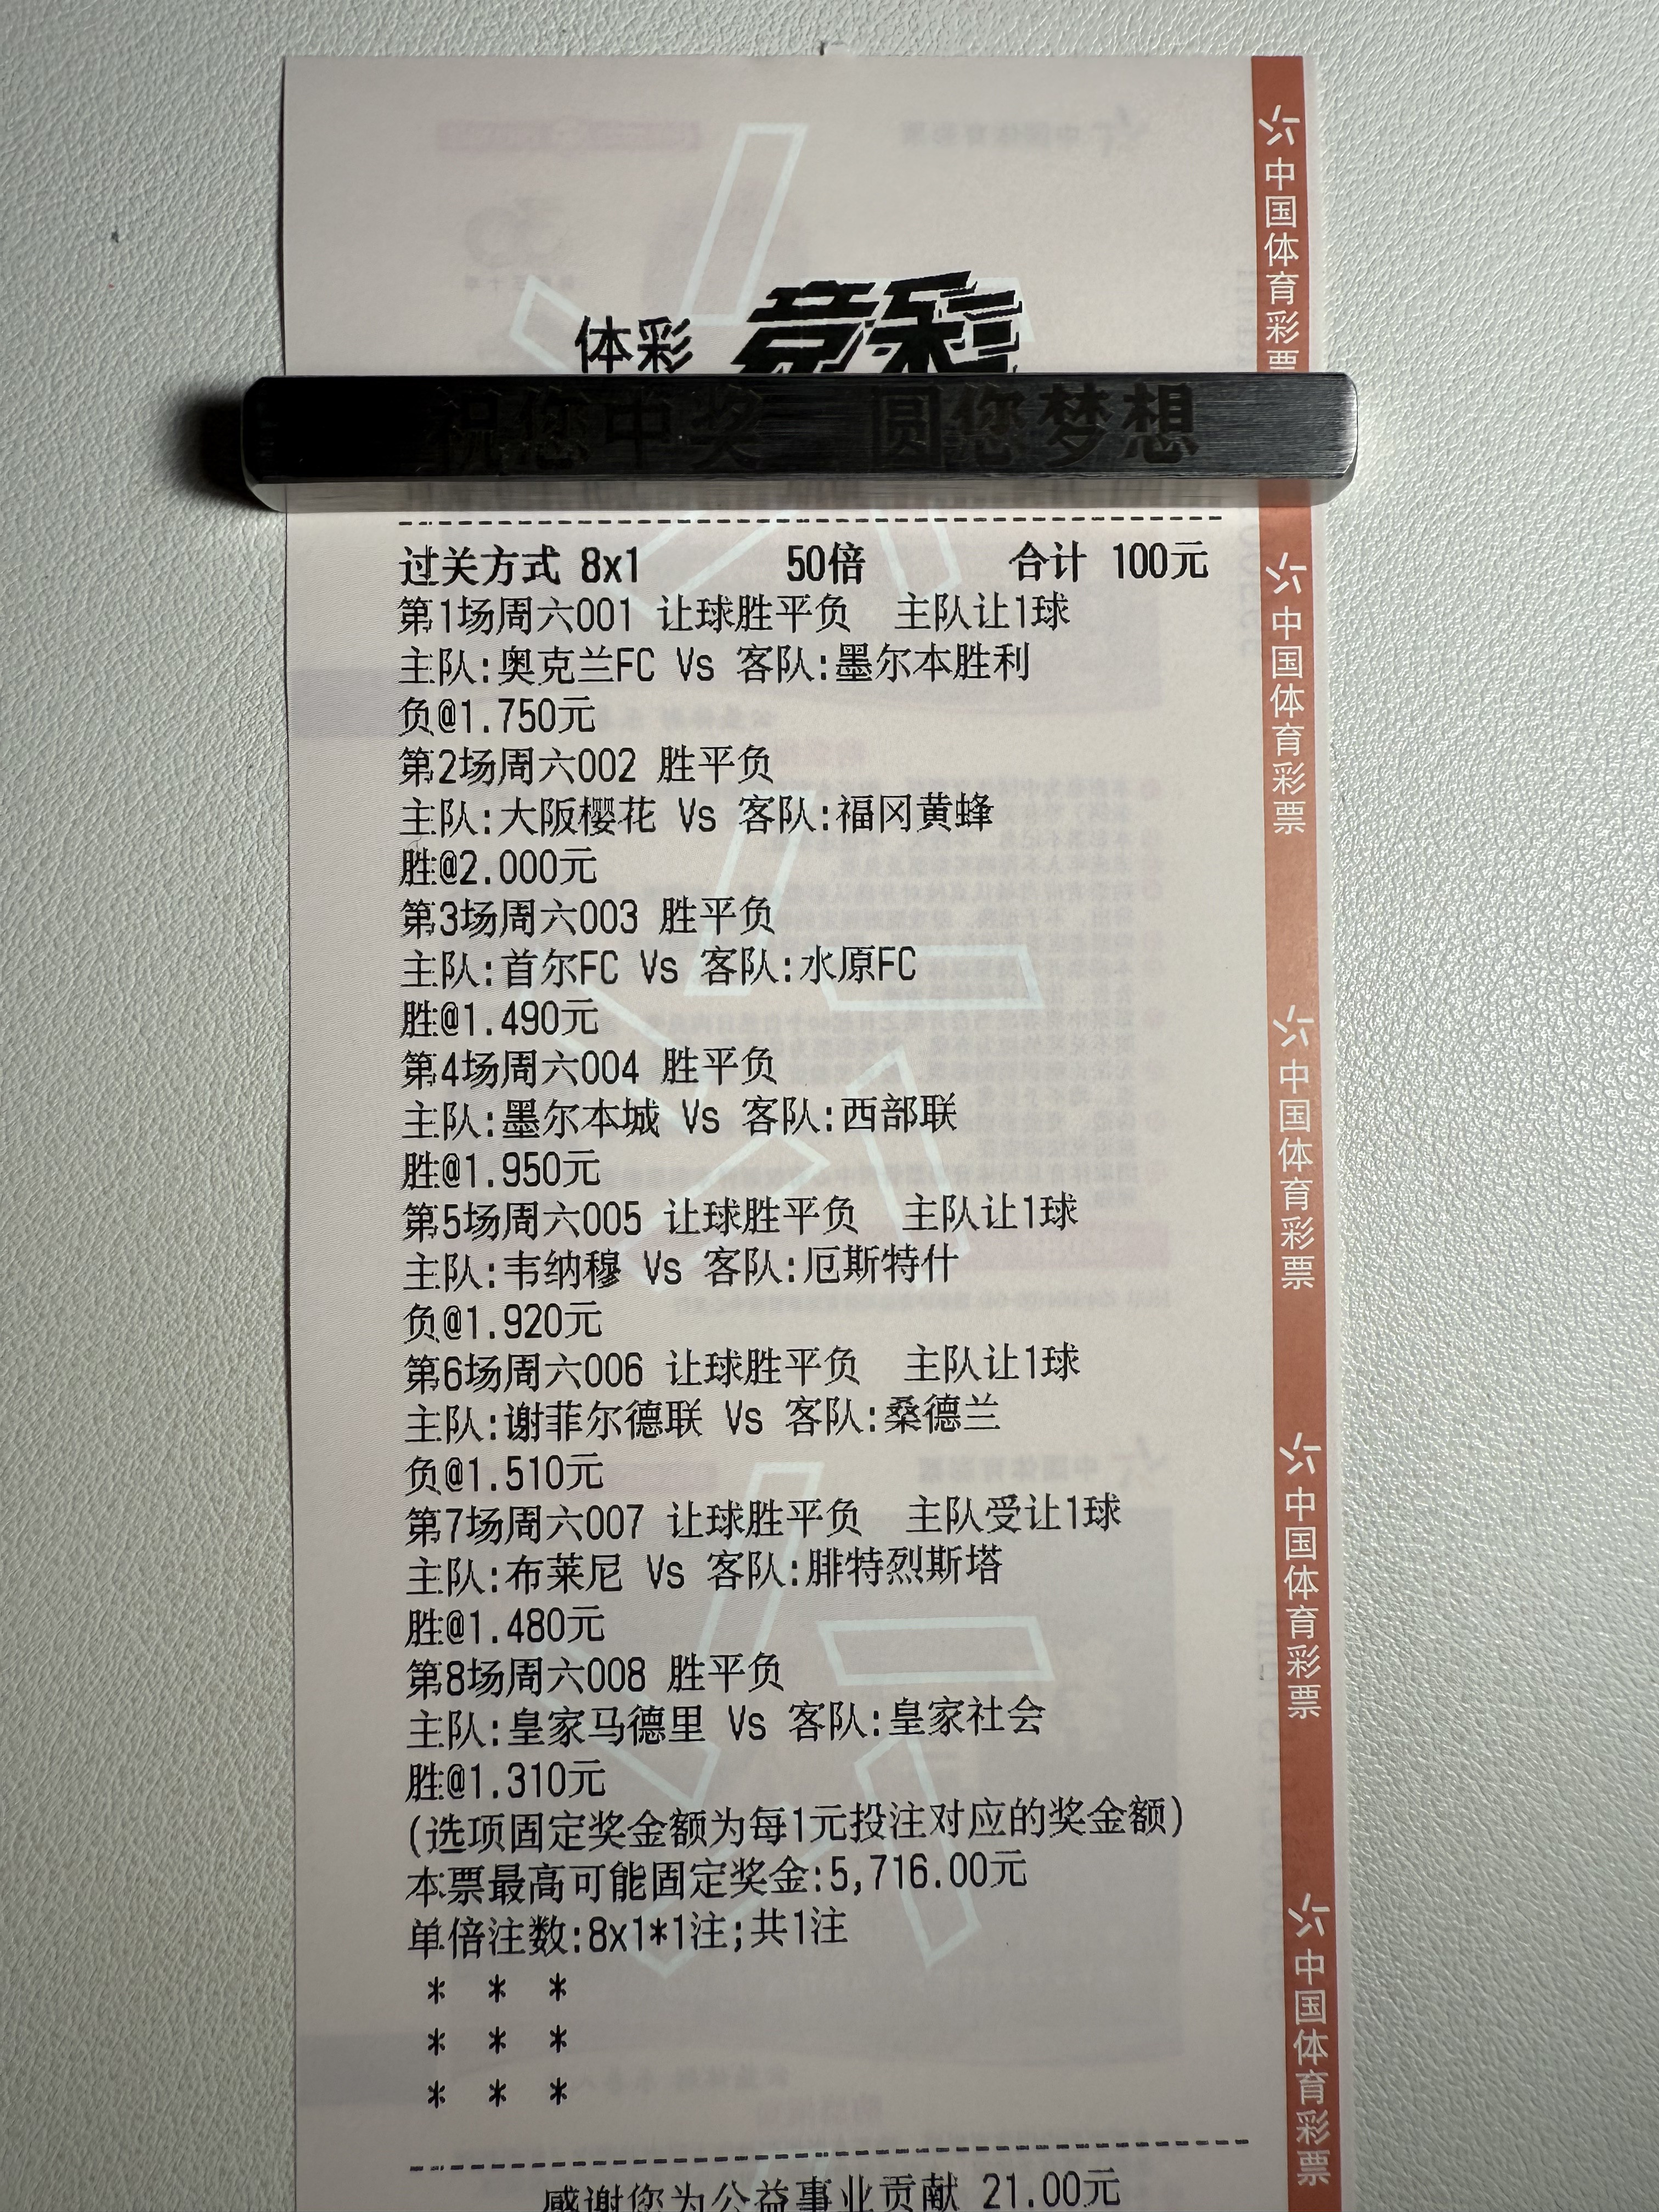 体彩 竞彩
祝您中奖 圆您梦想
过关方式 8x1 50倍 合计 100元
第1场周六001 让球胜平负 主队让1球
主队:奥克兰FC Vs 客队:墨尔本胜利
负@1.750元
第2场周六002 胜平负
主队:大阪樱花 Vs 客队:福冈黄蜂
胜@2.000元
第3场周六003 胜平负
主队:首尔FC Vs 客队:水原FC
胜@1.490元
第4场周六004 胜平负
主队:墨尔本城 Vs 客队:西部联
胜@1.950元
第5场周六005 让球胜平负 主队让1球
主队:韦纳穆 Vs 客队:厄斯特什
负@1.920元
第6场周六006 让球胜平负 主队让1球
主队:谢菲尔德联 Vs 客队:桑德兰
负@1.510元
第7场周六007 让球胜平负 主队受让1球
主队:布莱尼 Vs 客队:腓特烈斯塔
胜@1.480元
第8场周六008 胜平负
主队:皇家马德里 Vs 客队:皇家社会
胜@1.310元
(选项固定奖金额为每1元投注对应的奖金额)
本票最高可能固定奖金:5,716.00元
单倍注数:8x1*1注;共1注
* * *
* * *
* * *
感谢您为公益事业贡献 21.00元
中国体育彩票
中国体育彩票
中国体育彩票
中国体育彩票
中国体育彩票